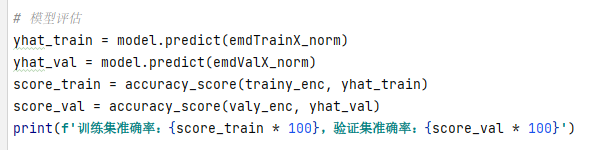 # 模型评估
yhat_train = model.predict(emdTrainX_norm)
yhat_val = model.predict(emdValX_norm)
score_train = accuracy_score(trainy_enc, yhat_train)
score_val = accuracy_score(valy_enc, yhat_val)
print(f'训练集准确率：{score_train * 100}，验证集准确率：{score_val * 100}')